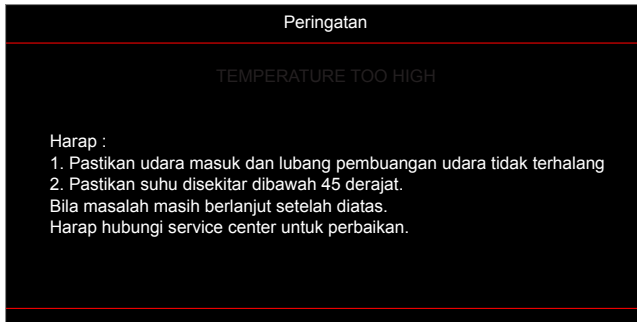 Peringatan
TEMPERATURE TOO HIGH
Harap :
1. Pastikan udara masuk dan lubang pembuangan udara tidak terhalang
2. Pastikan suhu disekitar dibawah 45 derajat.
Bila masalah masih berlanjut setelah diatas.
Harap hubungi service center untuk perbaikan.